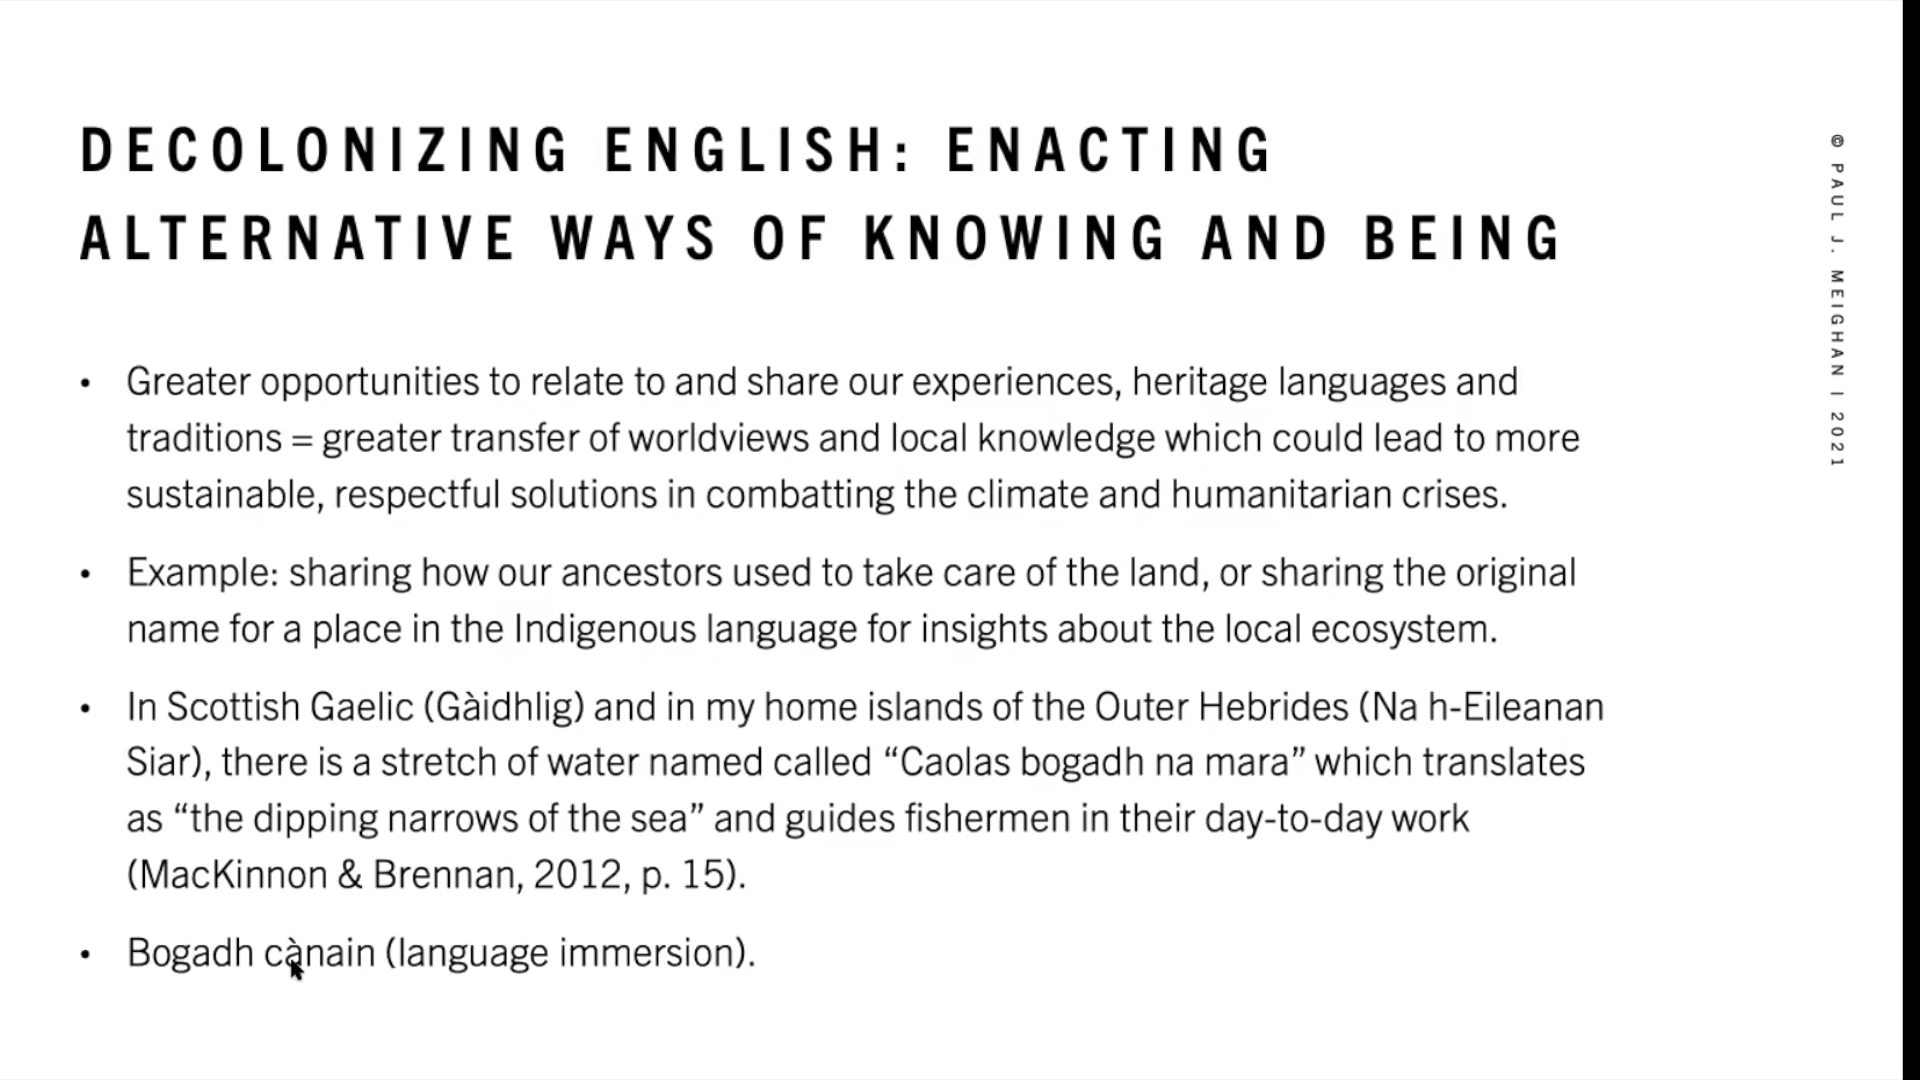 DECOLONIZING ENGLISH: ENACTING
ALTERNATIVE WAYS OF KNOWING AND BEING
• Greater opportunities to relate to and share our experiences, heritage languages and
traditions = greater transfer of worldviews and local knowledge which could lead to more
sustainable, respectful solutions in combatting the climate and humanitarian crises.
• Example: sharing how our ancestors used to take care of the land, or sharing the original
name for a place in the Indigenous language for insights about the local ecosystem.
• In Scottish Gaelic (Gàidhlig) and in my home islands of the Outer Hebrides (Na h-Eileanan
Siar), there is a stretch of water named called “Caolas bogadh na mara” which translates
as “the dipping narrows of the sea” and guides fishermen in their day-to-day work
(MacKinnon & Brennan, 2012, p. 15).
• Bogadh cànain (language immersion).
© PAUL J. MEIGHAN I 2021